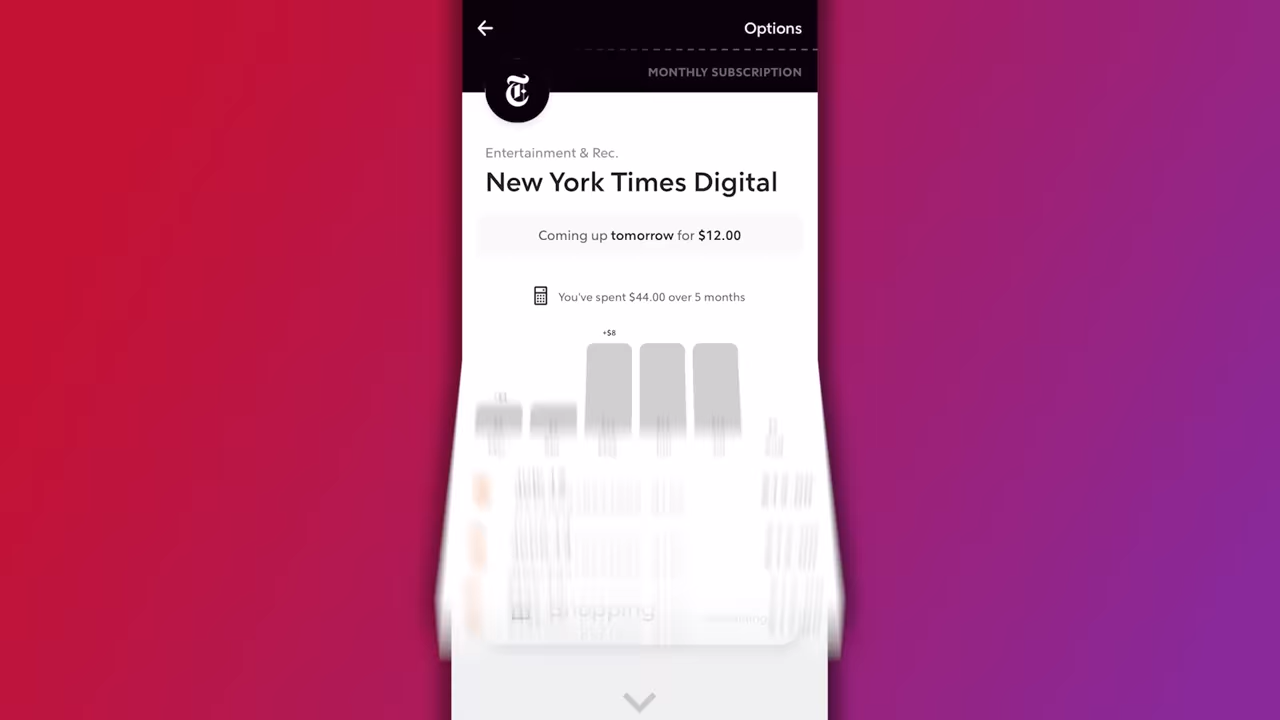 Options
MONTHLY SUBSCRIPTION
Entertainment & Rec.
New York Times Digital
Coming up tomorrow for $12.00
You've spent $44.00 over 5 months
+$8
Shopping